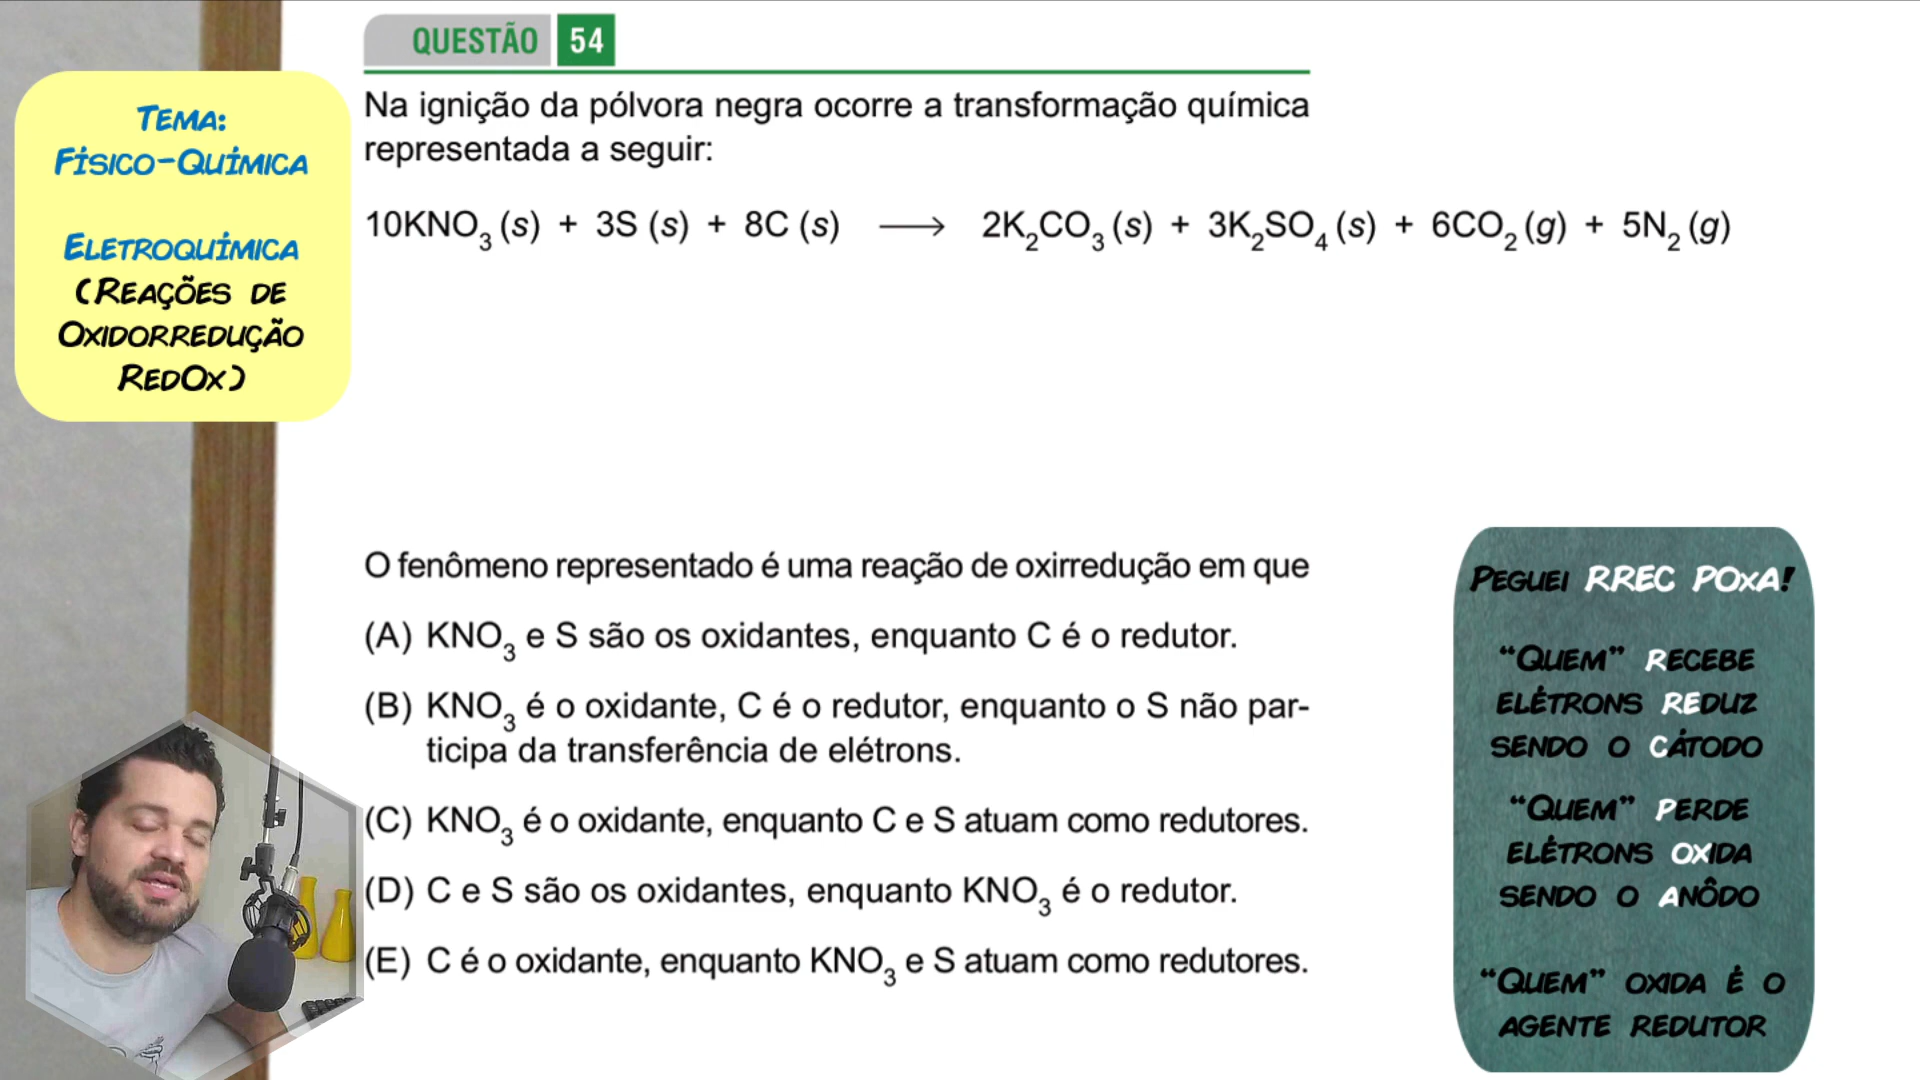 QUESTÃO 54
TEMA:
FÍSICO-QUÍMICA
ELETROQUÍMICA
(REAÇÕES DE
OXIDORREDUÇÃO
REDOX)
Na ignição da pólvora negra ocorre a transformação química
representada a seguir:
10KNO₃ (s) + 3S (s) + 8C (s) ⟶ 2K₂CO₃ (s) + 3K₂SO₄ (s) + 6CO₂ (g) + 5N₂ (g)
O fenômeno representado é uma reação de oxirredução em que
(A) KNO₃ e S são os oxidantes, enquanto C é o redutor.
(B) KNO₃ é o oxidante, C é o redutor, enquanto o S não par-
ticipa da transferência de elétrons.
(C) KNO₃ é o oxidante, enquanto C e S atuam como redutores.
(D) C e S são os oxidantes, enquanto KNO₃ é o redutor.
(E) C é o oxidante, enquanto KNO₃ e S atuam como redutores.
PEGUEI RREC POXA!
“QUEM” RECEBE
ELÉTRONS REDUZ
SENDO O CÁTODO
“QUEM” PERDE
ELÉTRONS OXIDA
SENDO O ANÔDO
“QUEM” OXIDA É O
AGENTE REDUTOR